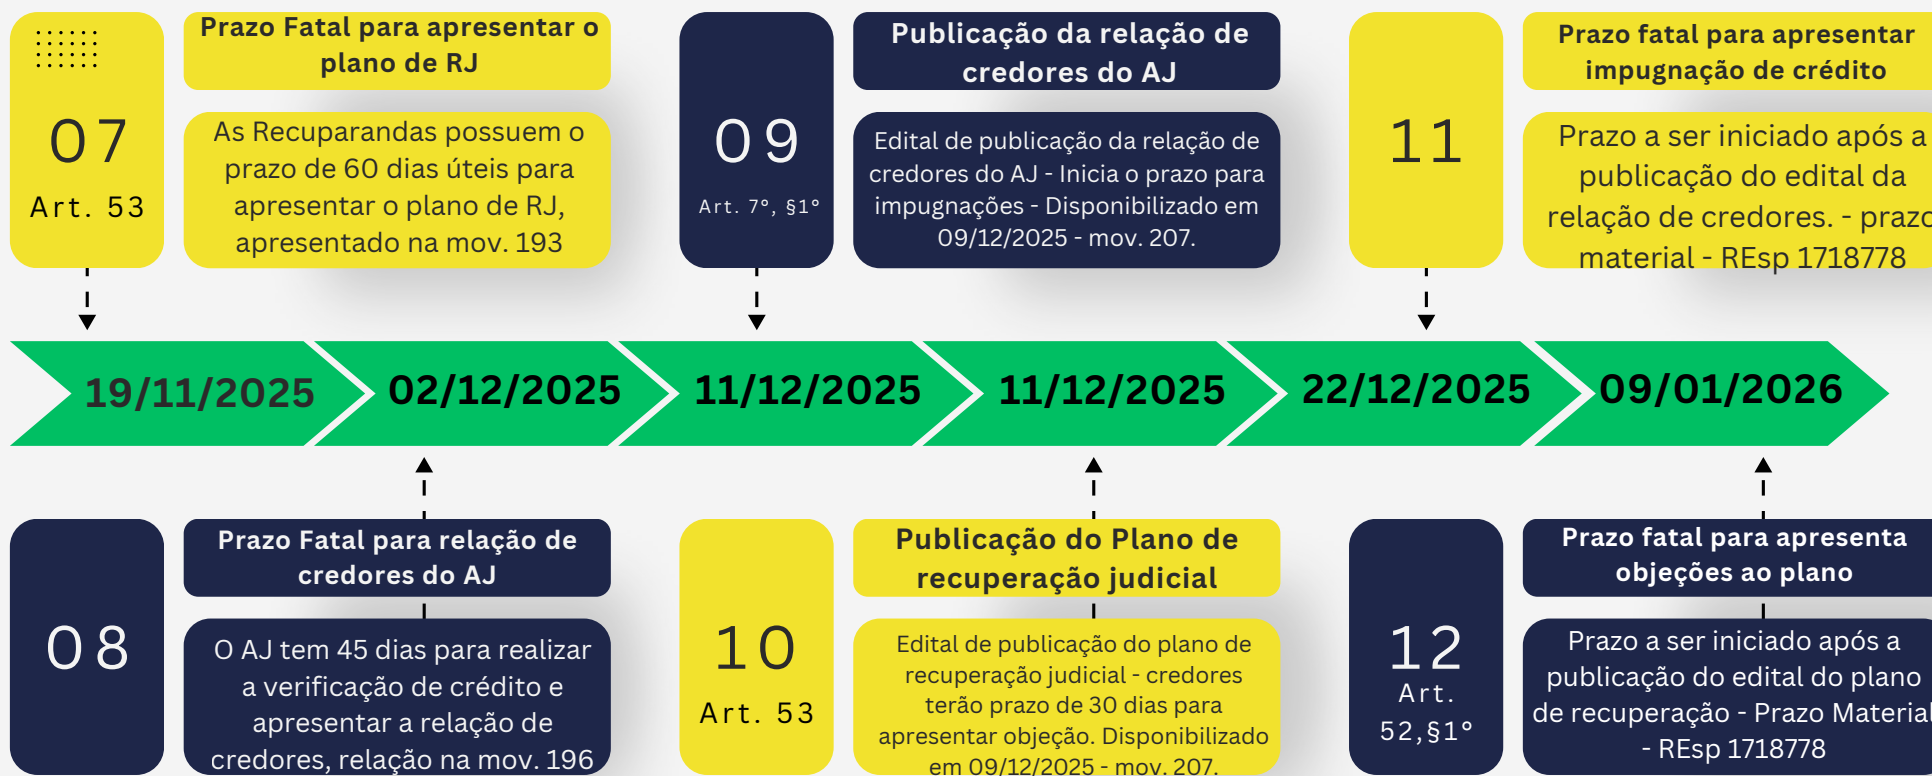 07
Art. 53
Prazo Fatal para apresentar o
plano de RJ
As Recuparandas possuem o
prazo de 60 dias úteis para
apresentar o plano de RJ,
apresentado na mov. 193
09
Art. 7º, §1º
Publicação da relação de
credores do AJ
Edital de publicação da relação de
credores do AJ - Inicia o prazo para
impugnações - Disponibilizado em
09/12/2025 - mov. 207.
11
Prazo fatal para apresentar
impugnação de crédito
Prazo a ser iniciado após a
publicação do edital da
relação de credores. - prazo
material - REsp 1718778
19/11/2025
02/12/2025
11/12/2025
11/12/2025
22/12/2025
09/01/2026
08
Prazo Fatal para relação de
credores do AJ
O AJ tem 45 dias para realizar
a verificação de crédito e
apresentar a relação de
credores, relação na mov. 196
10
Art. 53
Publicação do Plano de
recuperação judicial
Edital de publicação do plano de
recuperação judicial - credores
terão prazo de 30 dias para
apresentar objeção. Disponibilizado
em 09/12/2025 - mov. 207.
12
Art.
52,§1º
Prazo fatal para apresenta
objeções ao plano
Prazo a ser iniciado após a
publicação do edital do plano
de recuperação - Prazo Material
- REsp 1718778